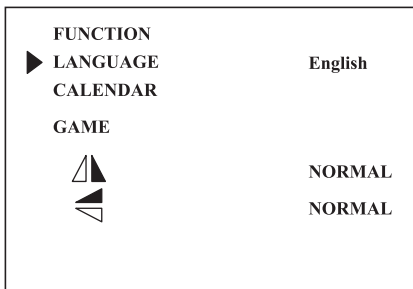 FUNCTION
LANGUAGE English
CALENDAR
GAME
NORMAL
NORMAL